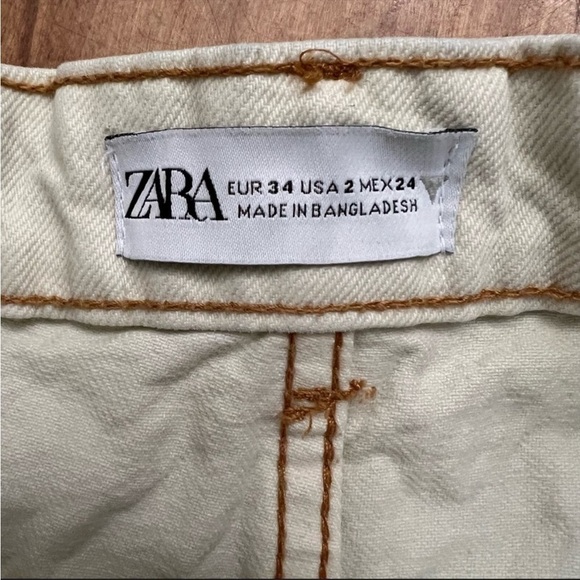 ZARA
EUR 34 USA 2 MEX 24
MADE IN BANGLADESH